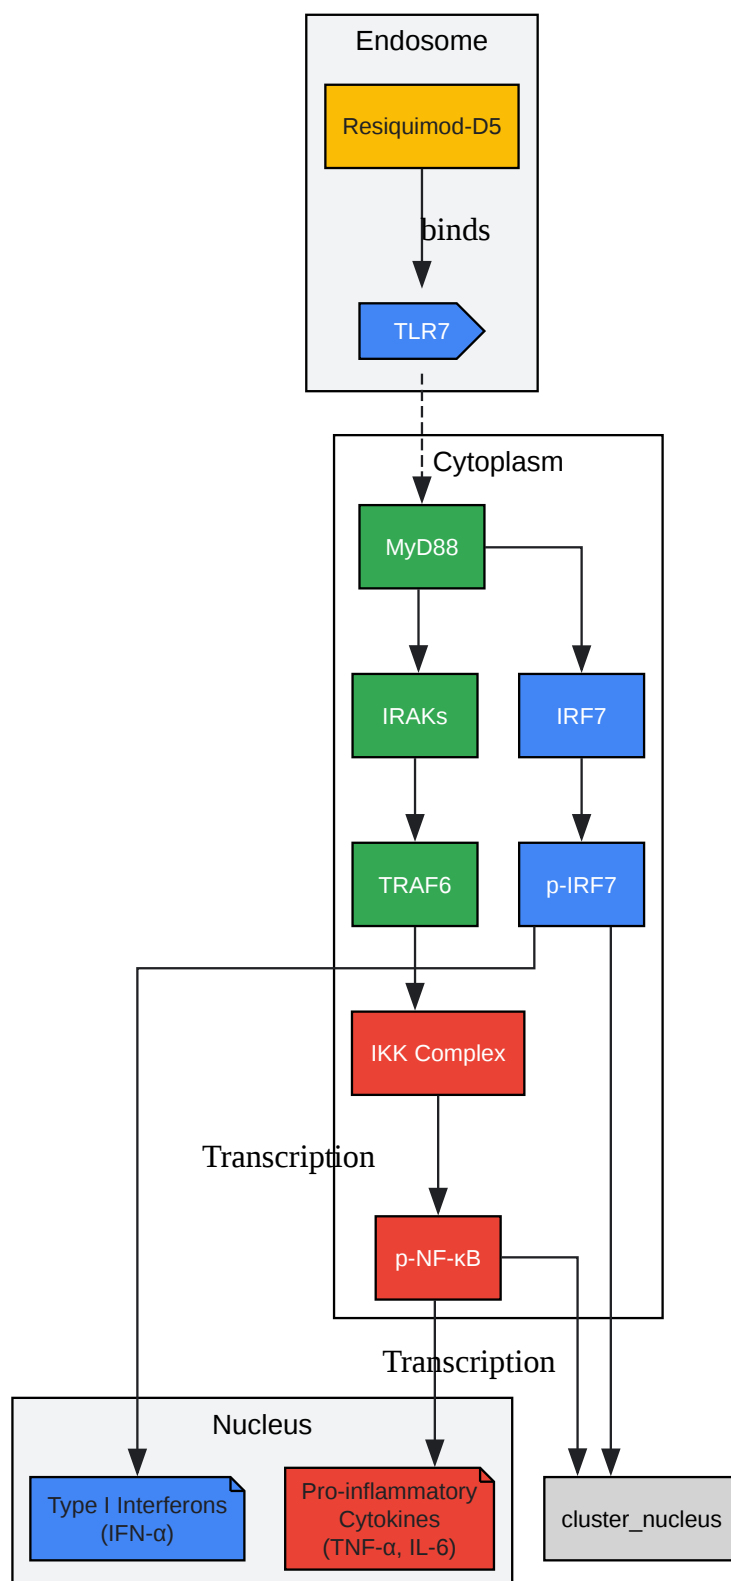 Endosome
Resiquimod-D5
binds
TLR7
Cytoplasm
MyD88
IRAKs
IRF7
TRAF6
p-IRF7
IKK Complex
Transcription
p-NF-κB
Transcription
Nucleus
Type I Interferons
(IFN-α)
Pro-inflammatory
Cytokines
(TNF-α, IL-6)
cluster_nucleus